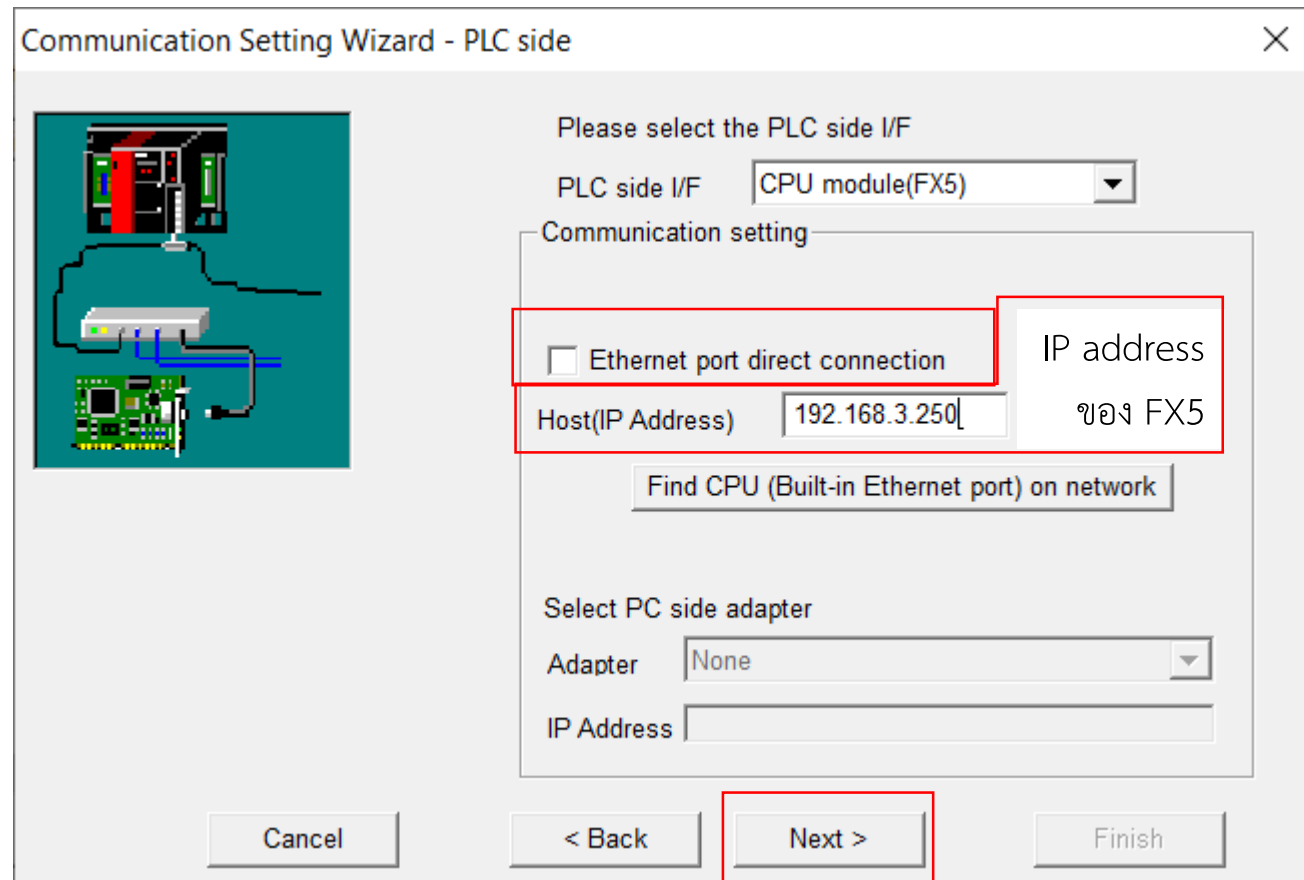 Communication Setting Wizard - PLC side
Please select the PLC side I/F
PLC side I/F CPU module(FX5)
Communication setting
Ethernet port direct connection
IP address
ของ FX5
Host(IP Address) 192.168.3.250
Find CPU (Built-in Ethernet port) on network
Select PC side adapter
Adapter None
IP Address
Cancel < Back Next > Finish